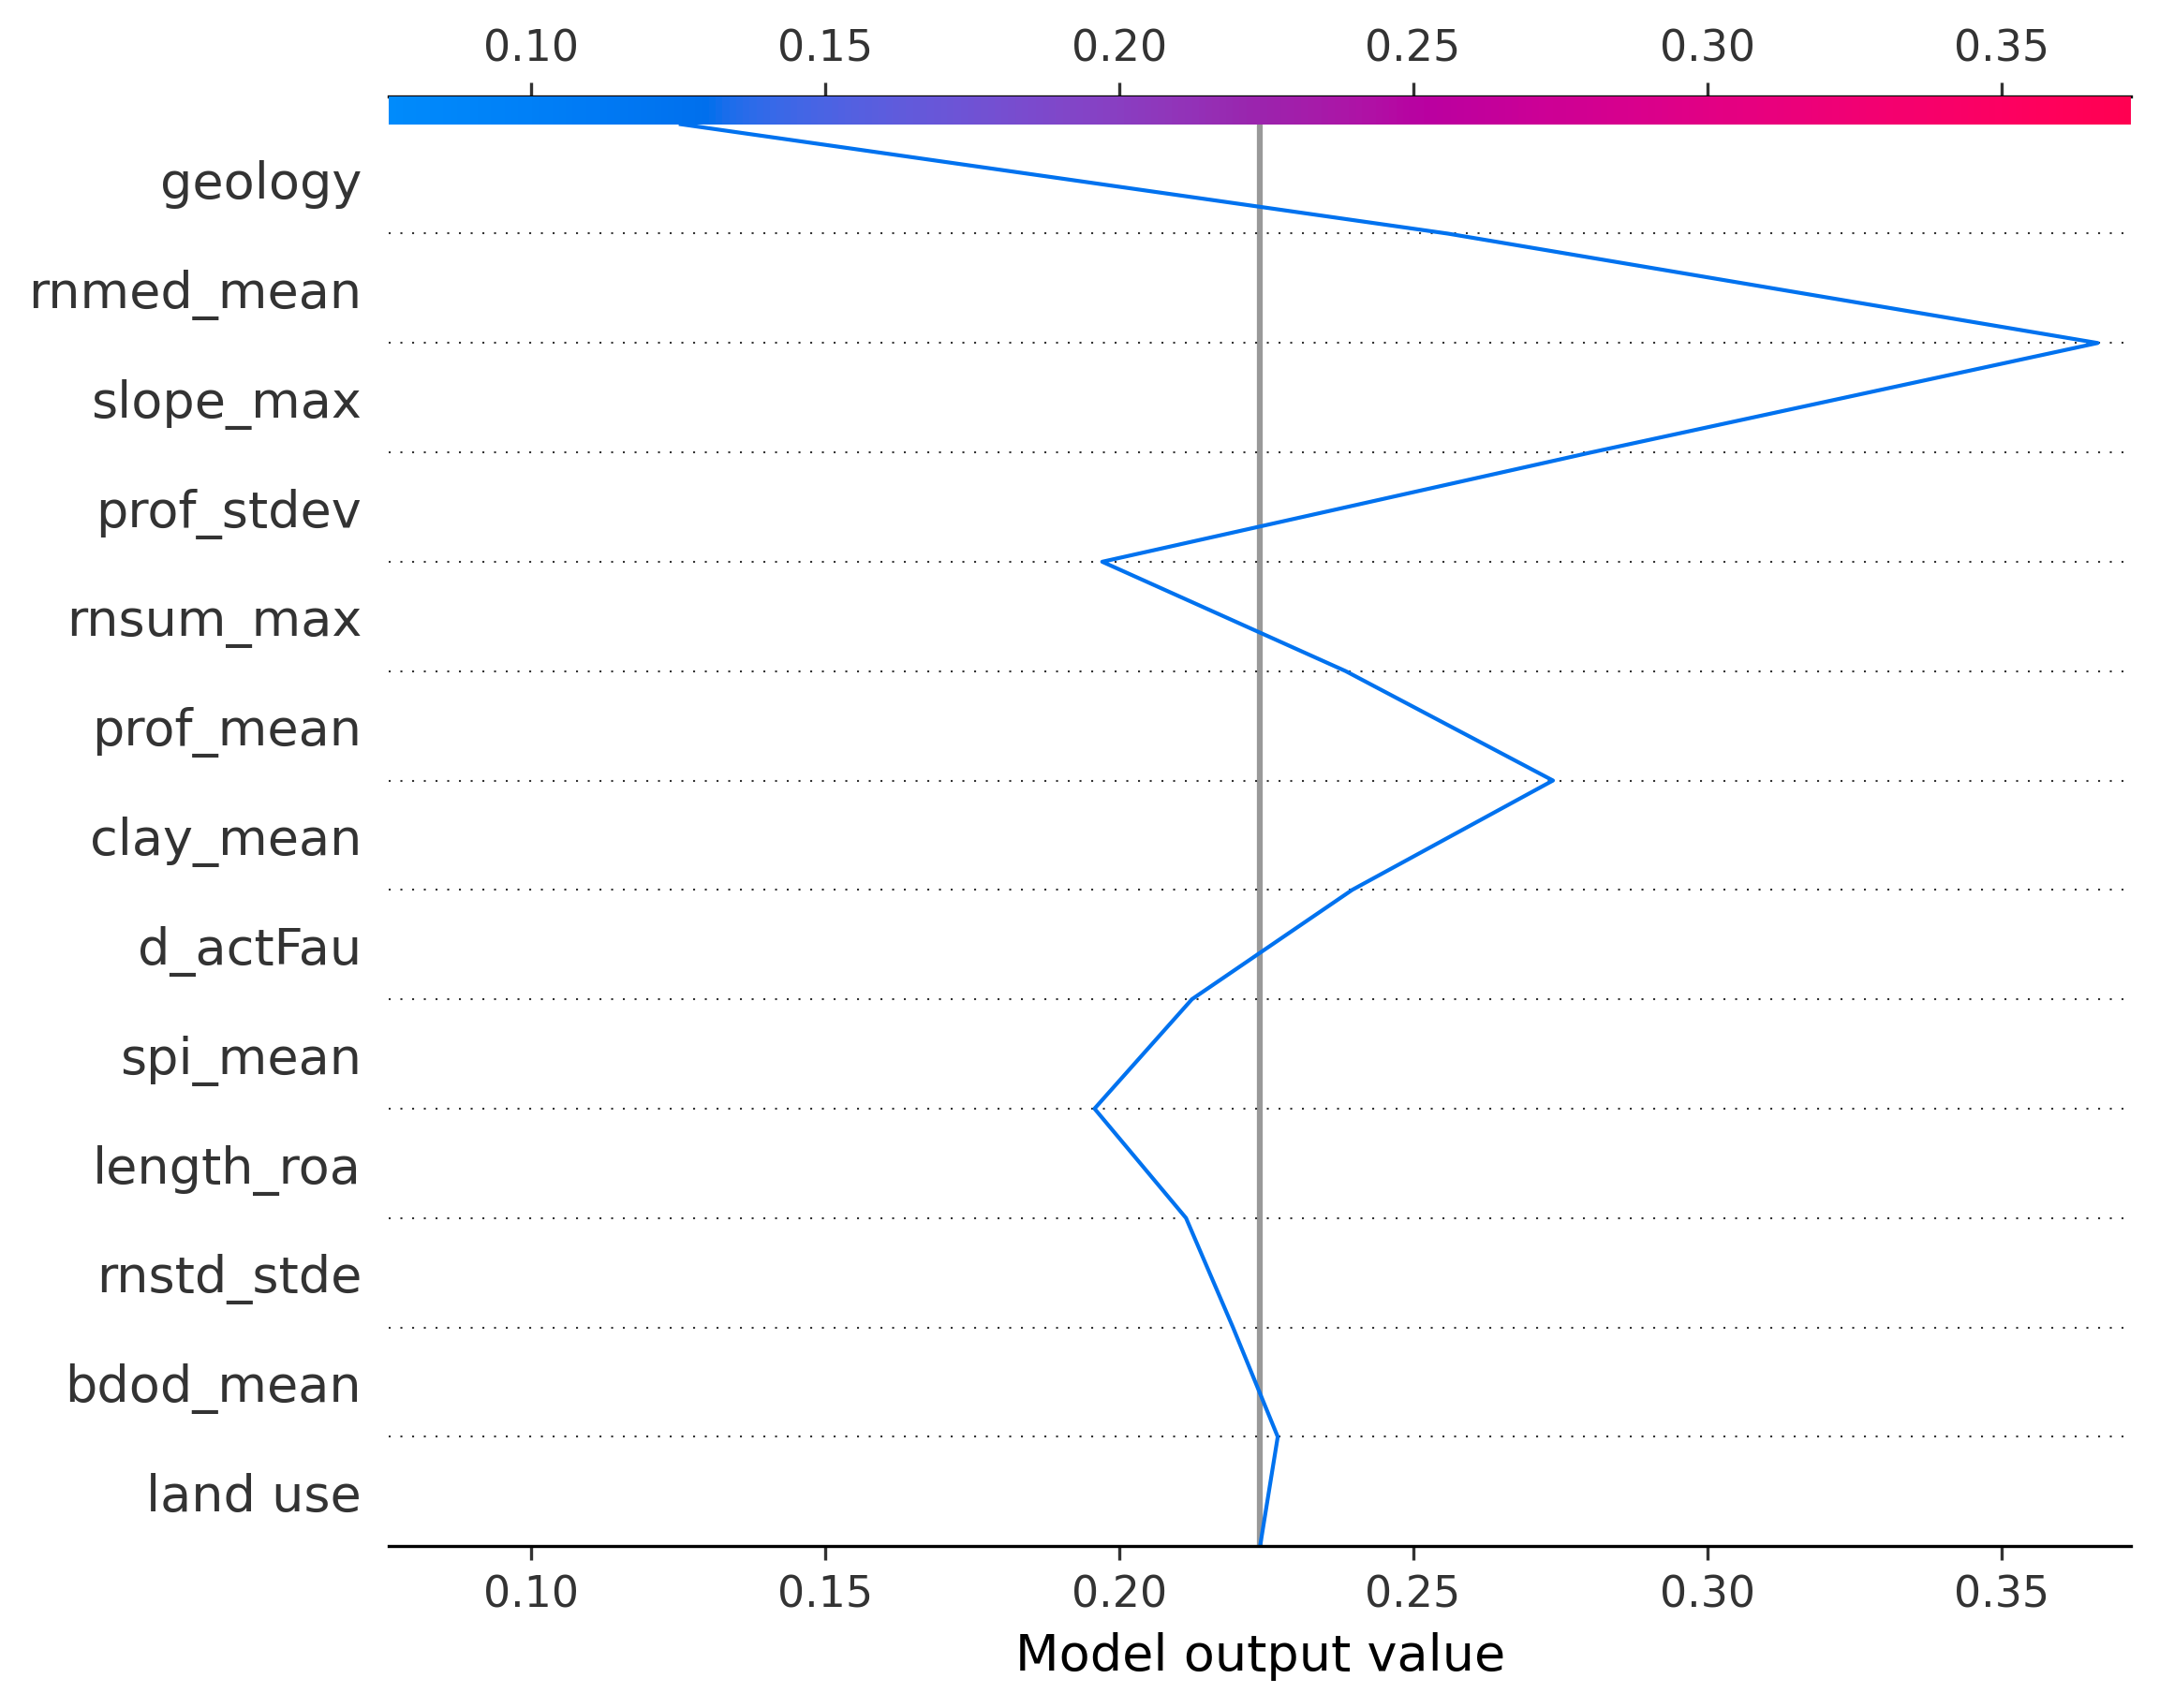 0.10 0.15 0.20 0.25 0.30 0.35
geology
rnmed_mean
slope_max
prof_stdev
rnsum_max
prof_mean
clay_mean
d_actFau
spi_mean
length_roa
rnstd_stde
bdod_mean
land use
0.10 0.15 0.20 0.25 0.30 0.35
Model output value